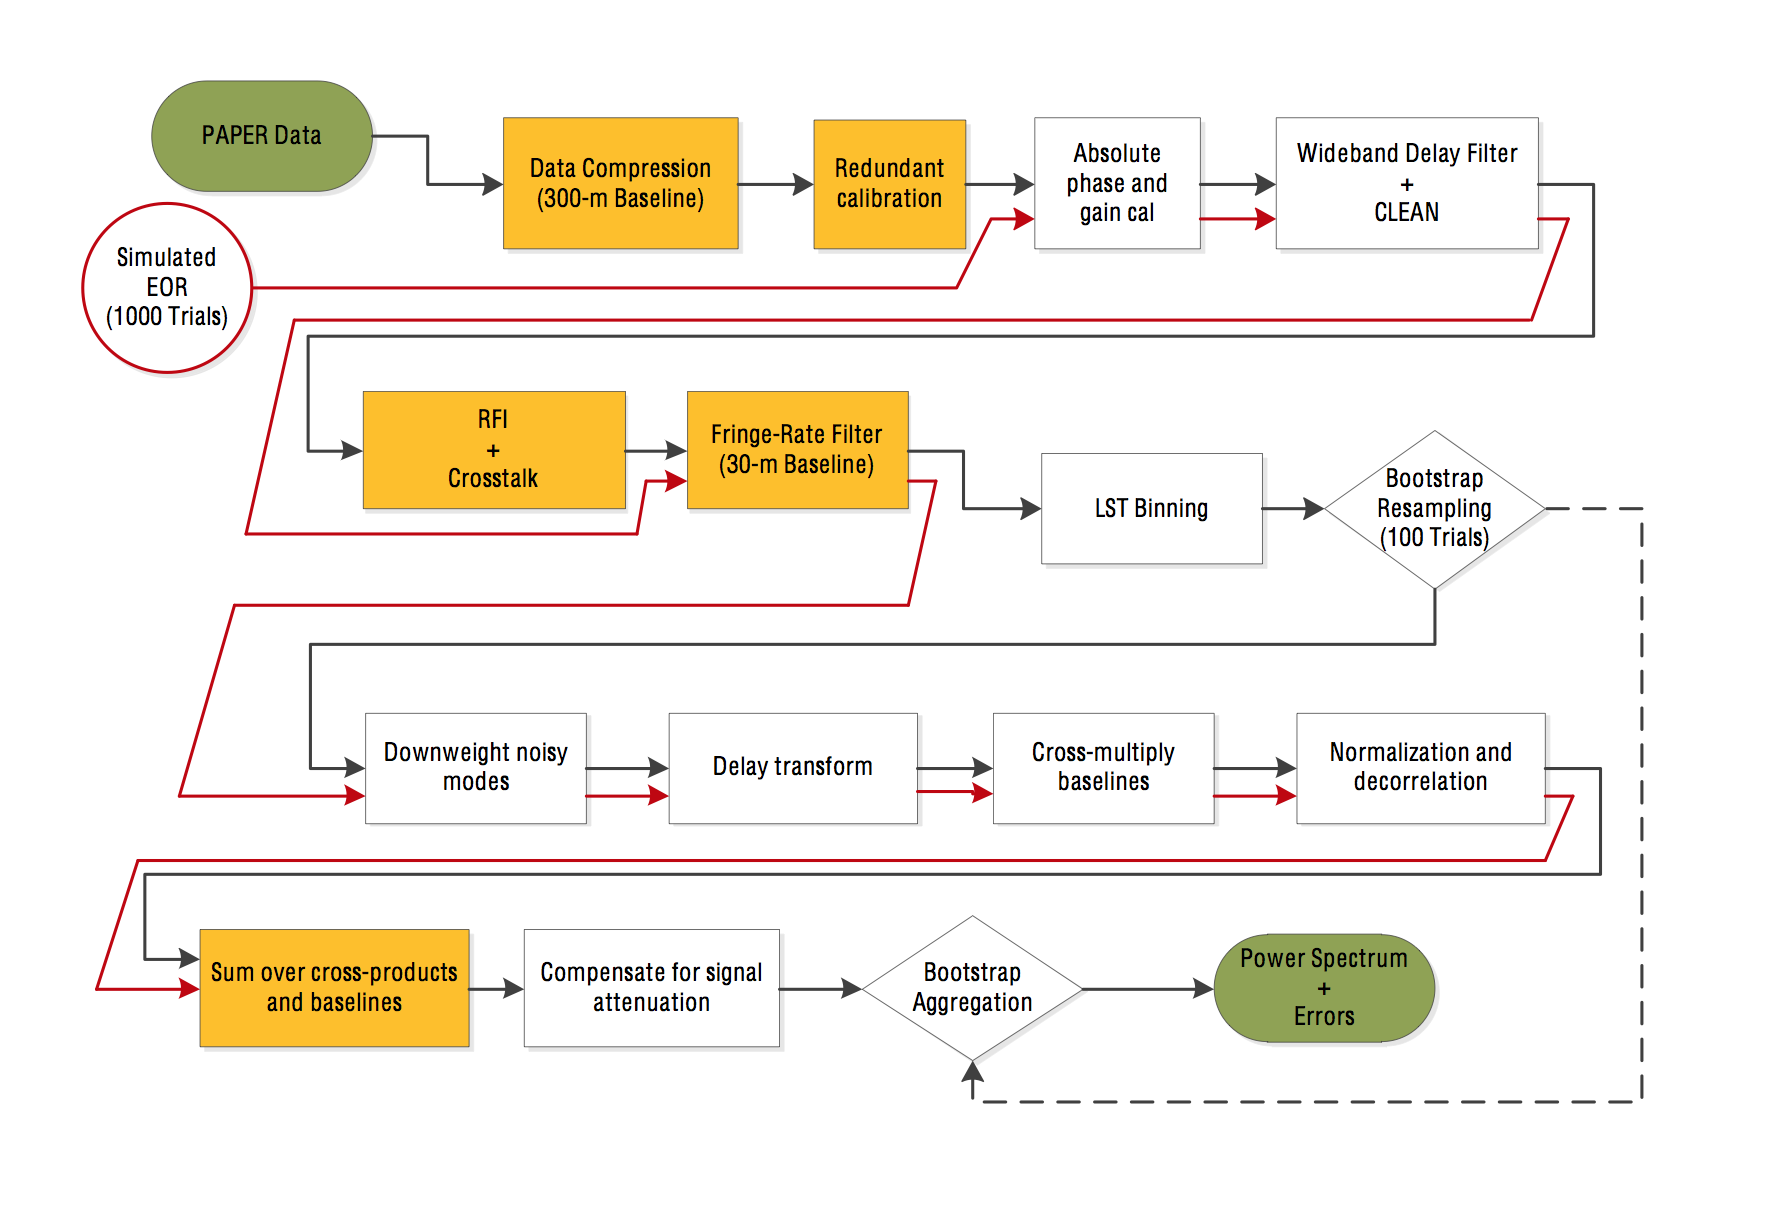 PAPER Data
Data Compression
(300-m Baseline)
Redundant
calibration
Absolute
phase and
gain cal
Wideband Delay Filter
+
CLEAN
Simulated
EOR
(1000 Trials)
RFI
+
Crosstalk
Fringe-Rate Filter
(30-m Baseline)
LST Binning
Bootstrap
Resampling
(100 Trials)
Downweight noisy
modes
Delay transform
Cross-multiply
baselines
Normalization and
decorrelation
Sum over cross-products
and baselines
Compensate for signal
attenuation
Bootstrap
Aggregation
Power Spectrum
+
Errors